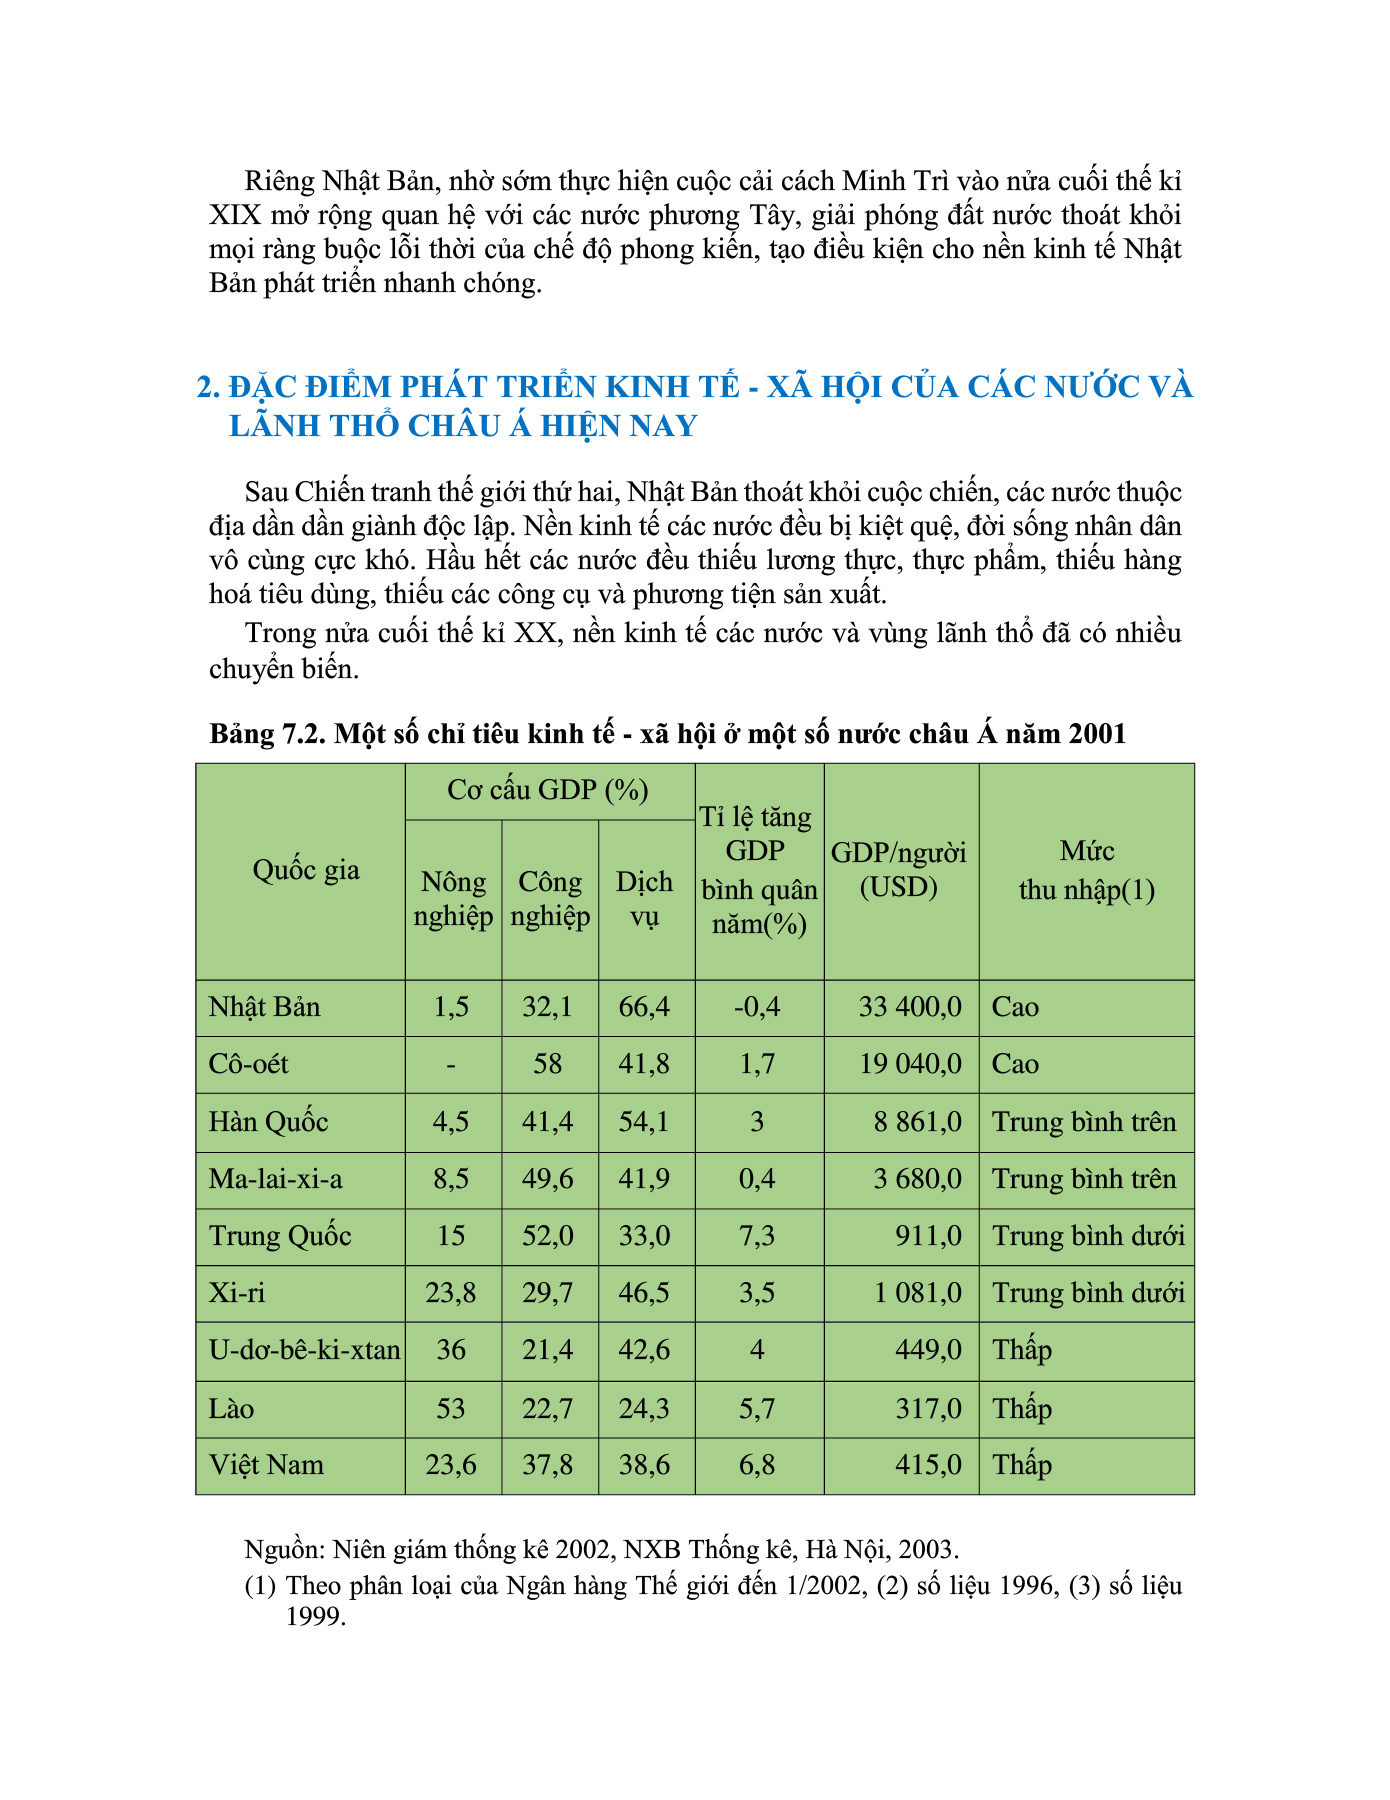 Riêng Nhật Bản, nhờ sớm thực hiện cuộc cải cách Minh Trì vào nửa cuối thế kỉ
XIX mở rộng quan hệ với các nước phương Tây, giải phóng đất nước thoát khỏi
mọi ràng buộc lỗi thời của chế độ phong kiến, tạo điều kiện cho nền kinh tế Nhật
Bản phát triển nhanh chóng.
2. ĐẶC ĐIỂM PHÁT TRIỂN KINH TẾ - XÃ HỘI CỦA CÁC NƯỚC VÀ
LÃNH THỔ CHÂU Á HIỆN NAY
Sau Chiến tranh thế giới thứ hai, Nhật Bản thoát khỏi cuộc chiến, các nước thuộc
địa dần dần giành độc lập. Nền kinh tế các nước đều bị kiệt quệ, đời sống nhân dân
vô cùng cực khó. Hầu hết các nước đều thiếu lương thực, thực phẩm, thiếu hàng
hoá tiêu dùng, thiếu các công cụ và phương tiện sản xuất.
Trong nửa cuối thế kỉ XX, nền kinh tế các nước và vùng lãnh thổ đã có nhiều
chuyển biến.
Bảng 7.2. Một số chỉ tiêu kinh tế - xã hội ở một số nước châu Á năm 2001
Quốc gia
Cơ cấu GDP (%)
Nông
nghiệp
Công
nghiệp
Dịch
vụ
Tỉ lệ tăng
GDP
bình quân
năm(%)
GDP/người
(USD)
Mức
thu nhập(1)
Nhật Bản 1,5 32,1 66,4 -0,4 33 400,0 Cao
Cô-oét - 58 41,8 1,7 19 040,0 Cao
Hàn Quốc 4,5 41,4 54,1 3 8 861,0 Trung bình trên
Ma-lai-xi-a 8,5 49,6 41,9 0,4 3 680,0 Trung bình trên
Trung Quốc 15 52,0 33,0 7,3 911,0 Trung bình dưới
Xi-ri 23,8 29,7 46,5 3,5 1 081,0 Trung bình dưới
U-dơ-bê-ki-xtan 36 21,4 42,6 4 449,0 Thấp
Lào 53 22,7 24,3 5,7 317,0 Thấp
Việt Nam 23,6 37,8 38,6 6,8 415,0 Thấp
Nguồn: Niên giám thống kê 2002, NXB Thống kê, Hà Nội, 2003.
(1) Theo phân loại của Ngân hàng Thế giới đến 1/2002, (2) số liệu 1996, (3) số liệu
1999.